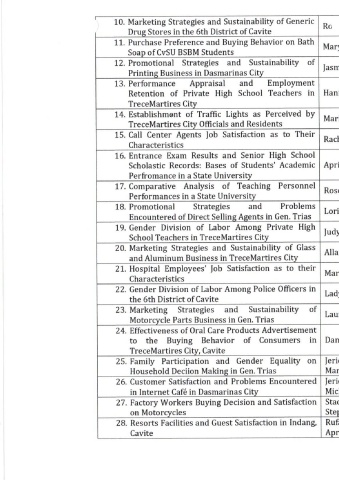 10. Marketing Strategies and Sustainability of Generic
Drug Stores in the 6th District of Cavite
Ro
11. Purchase Preference and Buying Behavior on Bath
Soap of CvSU BSBM Students
Mary
12. Promotional Strategies and Sustainability of
Printing Business in Dasmarinas City
Jasm
13. Performance Appraisal and Employment
Retention of Private High School Teachers in
TreceMartires City
Han
14. Establishment of Traffic Lights as Perceived by
TreceMartires City Officials and Residents
Mar
15. Call Center Agents Job Satisfaction as to Their
Characteristics
Rach
16. Entrance Exam Results and Senior High School
Scholastic Records: Bases of Students' Academic
Perfromance in a State University
Apri
17. Comparative Analysis of Teaching Personnel
Performances in a State University
Rose
18. Promotional Strategies and Problems
Encountered of Direct Selling Agents in Gen. Trias
Lori
19. Gender Division of Labor Among Private High
School Teachers in TreceMartires City
Judy
20. Marketing Strategies and Sustainability of Glass
and Aluminum Business in TreceMartires City
Alla
21. Hospital Employees' Job Satisfaction as to their
Characteristics
Mar
22. Gender Division of Labor Among Police Officers in
the 6th District of Cavite
Lady
23. Marketing Strategies and Sustainability of
Motorcycle Parts Business in Gen. Trias
Lau
24. Effectiveness of Oral Care Products Advertisement
to the Buying Behavior of Consumers in
TreceMartires City, Cavite
Dan
25. Family Participation and Gender Equality on
Household Deciion Making in Gen. Trias
Jeri
Mar
26. Customer Satisfaction and Problems Encountered
in Internet Café in Dasmarinas City
Jeric
Mic
27. Factory Workers Buying Decision and Satisfaction
on Motorcycles
Stac
Step
28. Resorts Facilities and Guest Satisfaction in Indang,
Cavite
Rufa
Apr